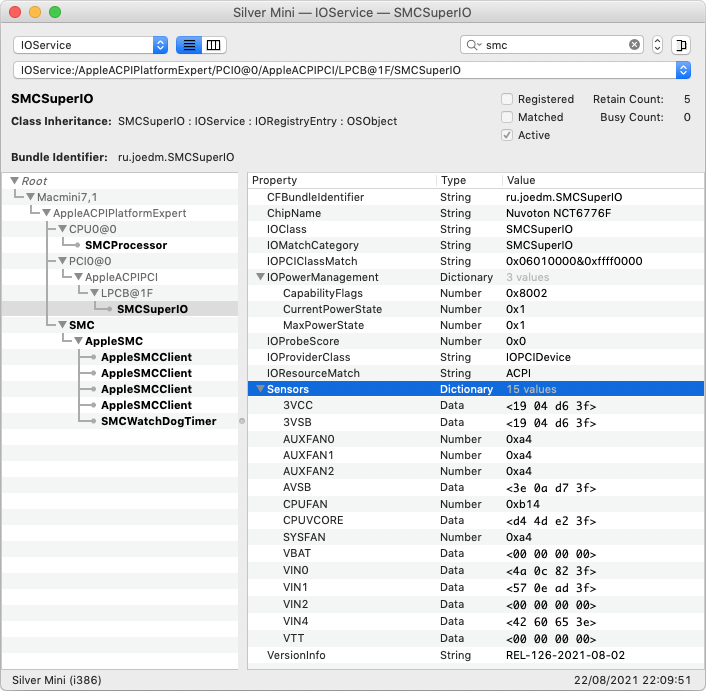 Silver Mini — IOService — SMCSuperIO
IOService smc
IOService:/AppleACPIPlatformExpert/PCI0@0/AppleACPIPCI/LPCB@1F/SMCSuperIO
SMCSuperIO
Registered Retain Count: 5
Class Inheritance: SMCSuperIO : IOService : IORegistryEntry : OSObject
Matched Busy Count: 0
Active
Bundle Identifier: ru.joedm.SMCSuperIO
Root
Macmini7,1
AppleACPIPlatformExpert
CPU0@0
SMCProcessor
PCI0@0
AppleACPIPCI
LPCB@1F
SMCSuperIO
SMC
AppleSMC
AppleSMCClient
AppleSMCClient
AppleSMCClient
AppleSMCClient
SMCWatchDogTimer
Property Type Value
CFBundleIdentifier String ru.joedm.SMCSuperIO
ChipName String Nuvoton NCT6776F
IOClass String SMCSuperIO
IOMatchCategory String SMCSuperIO
IOPCIClassMatch String 0x06010000&0xffff0000
IOPowerManagement Dictionary 3 values
CapabilityFlags Number 0x8002
CurrentPowerState Number 0x1
MaxPowerState Number 0x1
IOProbeScore Number 0x0
IOProviderClass String IOPCIDevice
IOResourceMatch String ACPI
Sensors Dictionary 15 values
3VCC Data <19 04 d6 3f>
3VSB Data <19 04 d6 3f>
AUXFAN0 Number 0xa4
AUXFAN1 Number 0xa4
AUXFAN2 Number 0xa4
AVSB Data <3e 0a d7 3f>
CPUFAN Number 0xb14
CPUVCORE Data <d4 4d e2 3f>
SYSFAN Number 0xa4
VBAT Data <00 00 00 00>
VIN0 Data <4a 0c 82 3f>
VIN1 Data <57 0e ad 3f>
VIN2 Data <00 00 00 00>
VIN4 Data <42 60 65 3e>
VTT Data <00 00 00 00>
VersionInfo String REL-126-2021-08-02
Silver Mini (i386) 22/08/2021 22:09:51